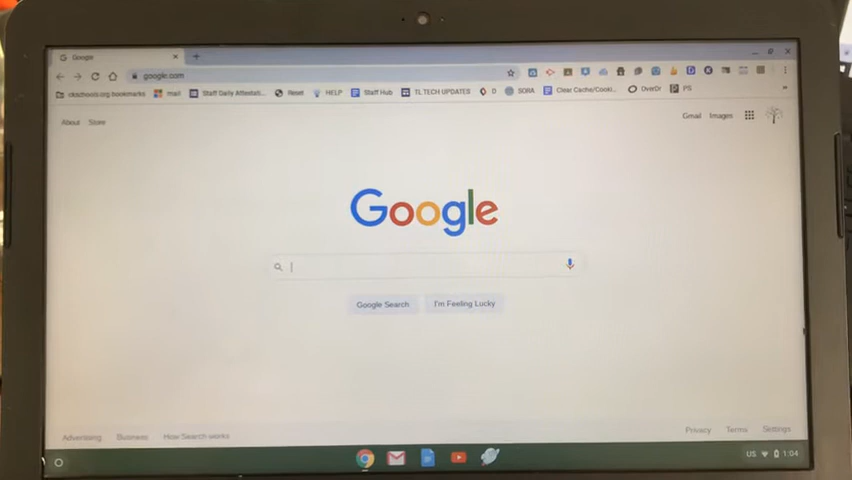 Google
google.com
ckschools.org bookmarks mail Staff Daily Attestati... Reset HELP Staff Hub TL TECH UPDATES D SORA Clear Cache/Cooki... OverDr PS
About Store Gmail Images
Google
Google Search I'm Feeling Lucky
Advertising Business How Search works Privacy Terms Settings
US 1:04